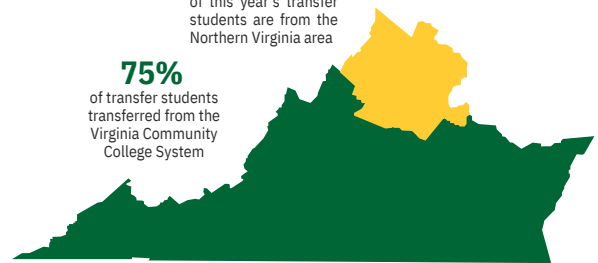 of this year's transfer
students are from the
Northern Virginia area
75%
of transfer students
transferred from the
Virginia Community
College System